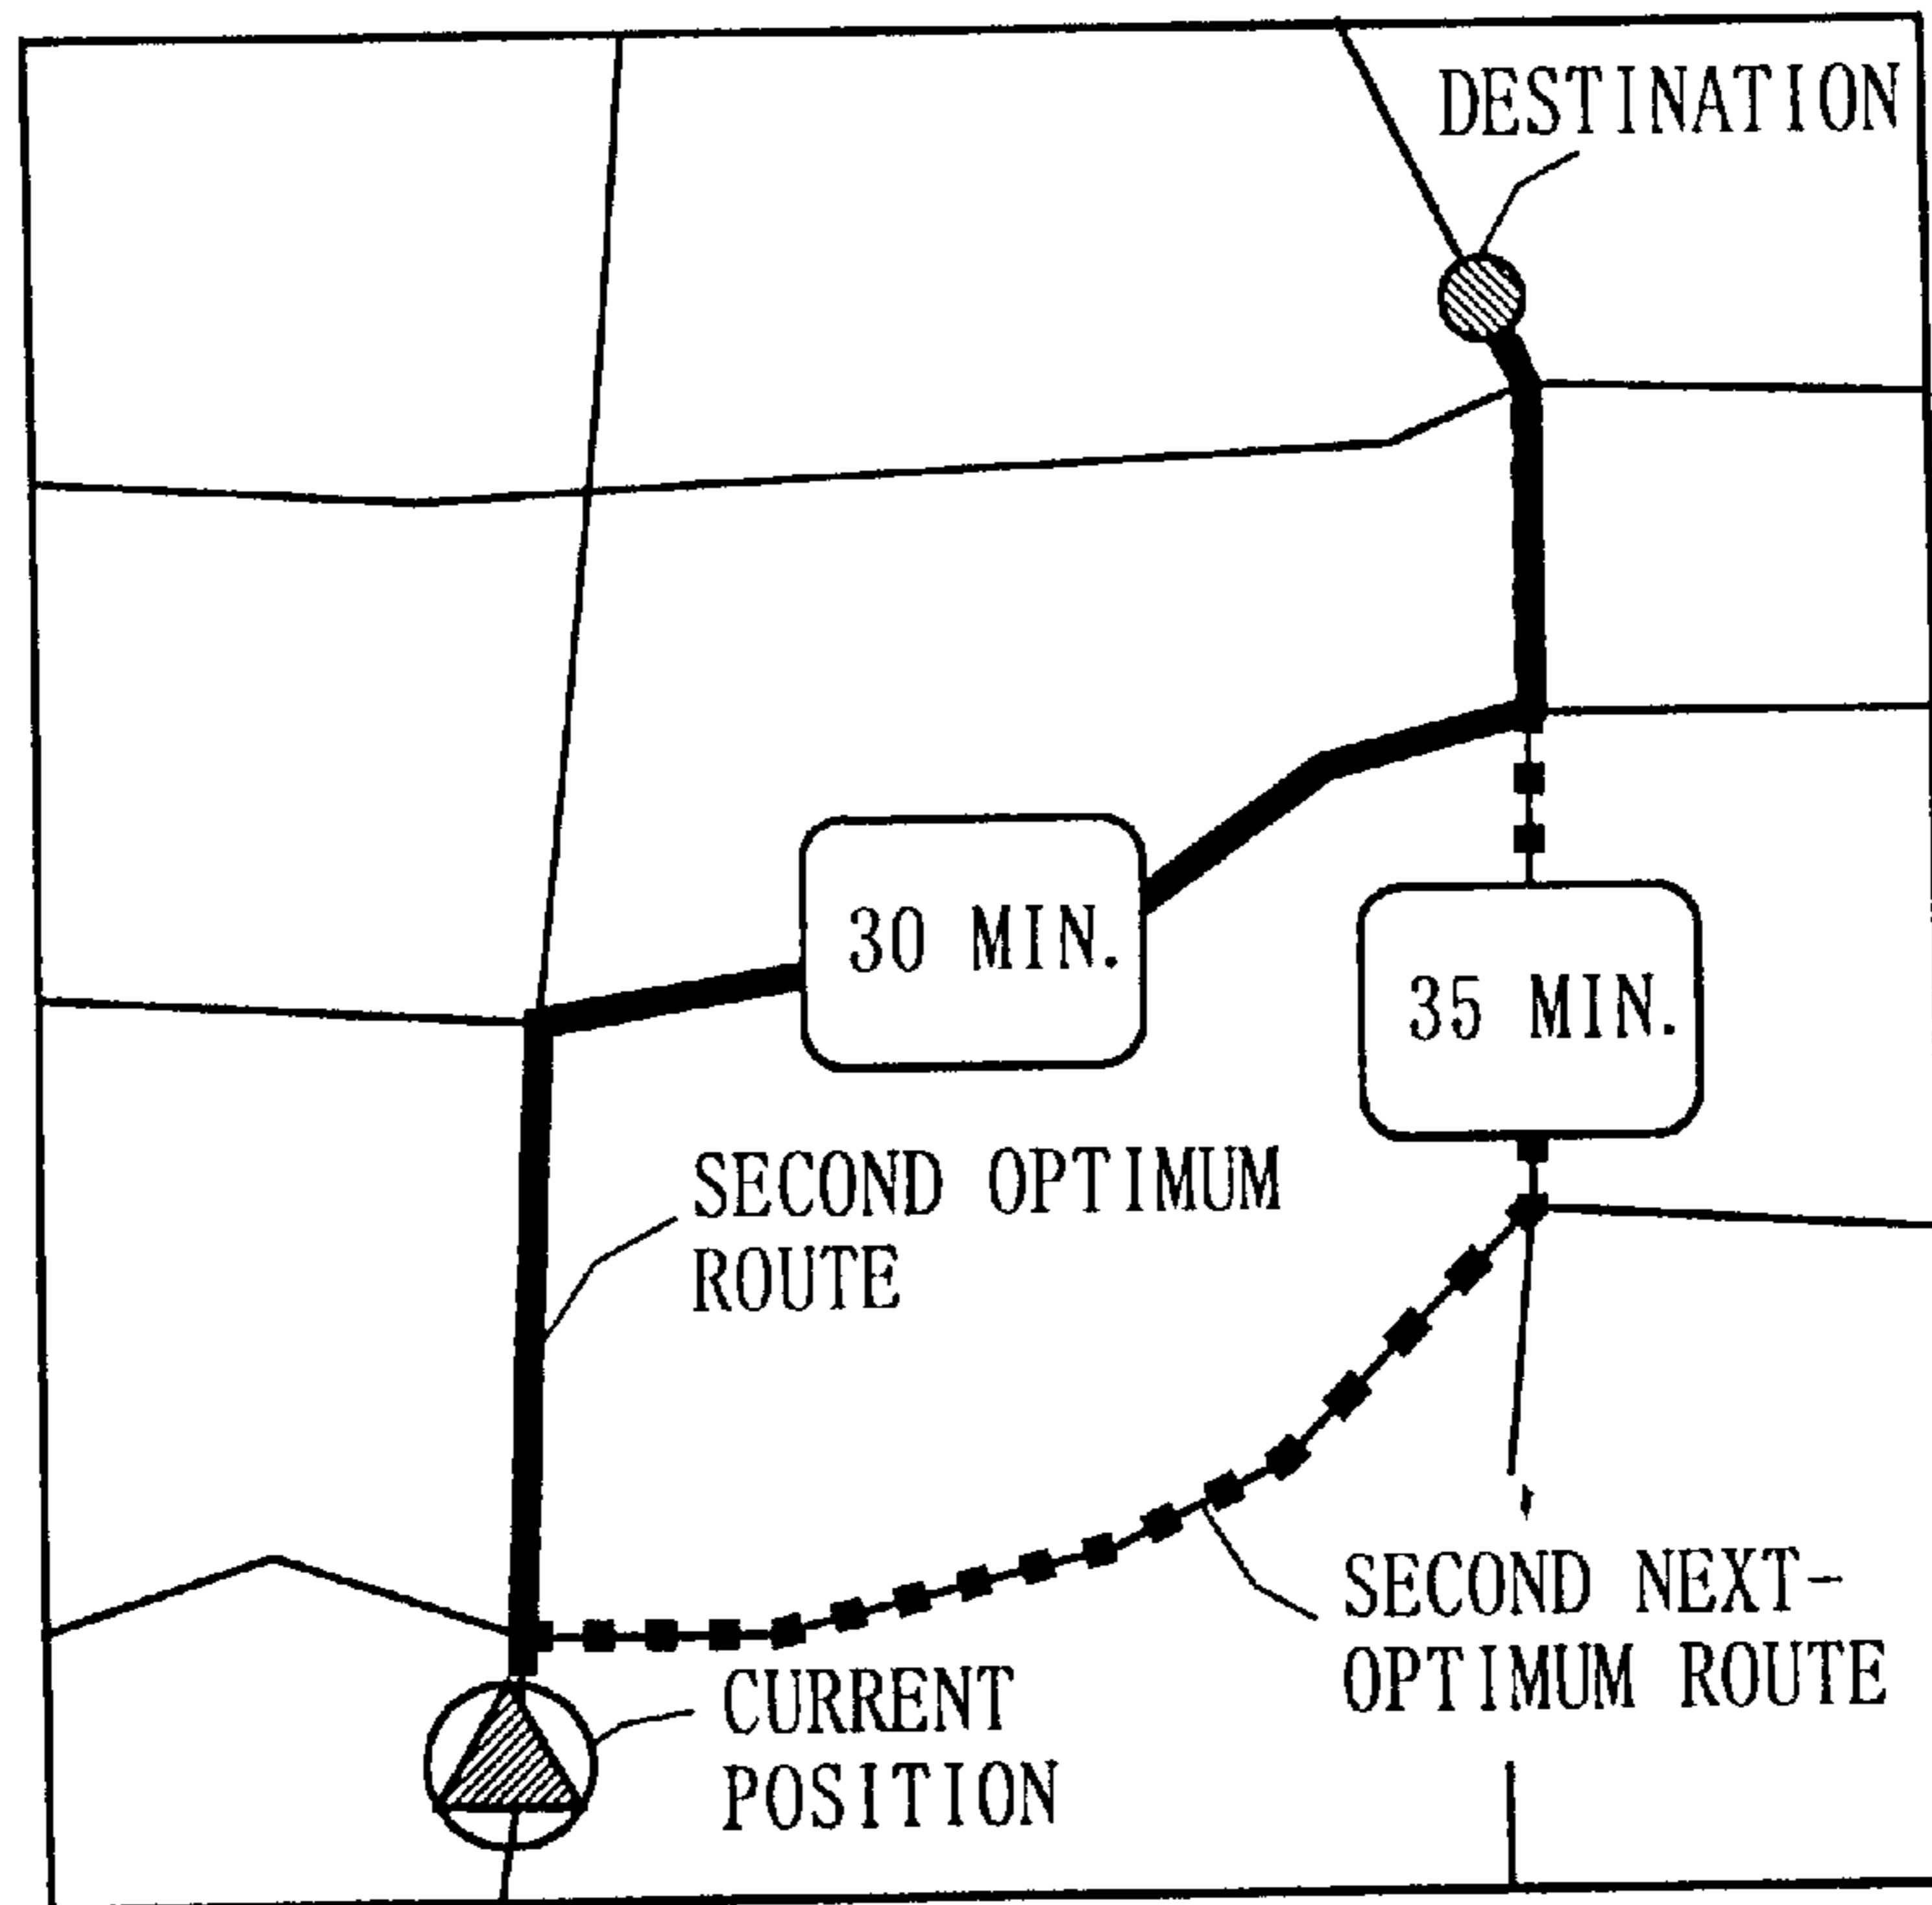 DESTINATION
30 MIN.
35 MIN.
SECOND OPTIMUM
ROUTE
SECOND NEXT-
OPTIMUM ROUTE
CURRENT
POSITION